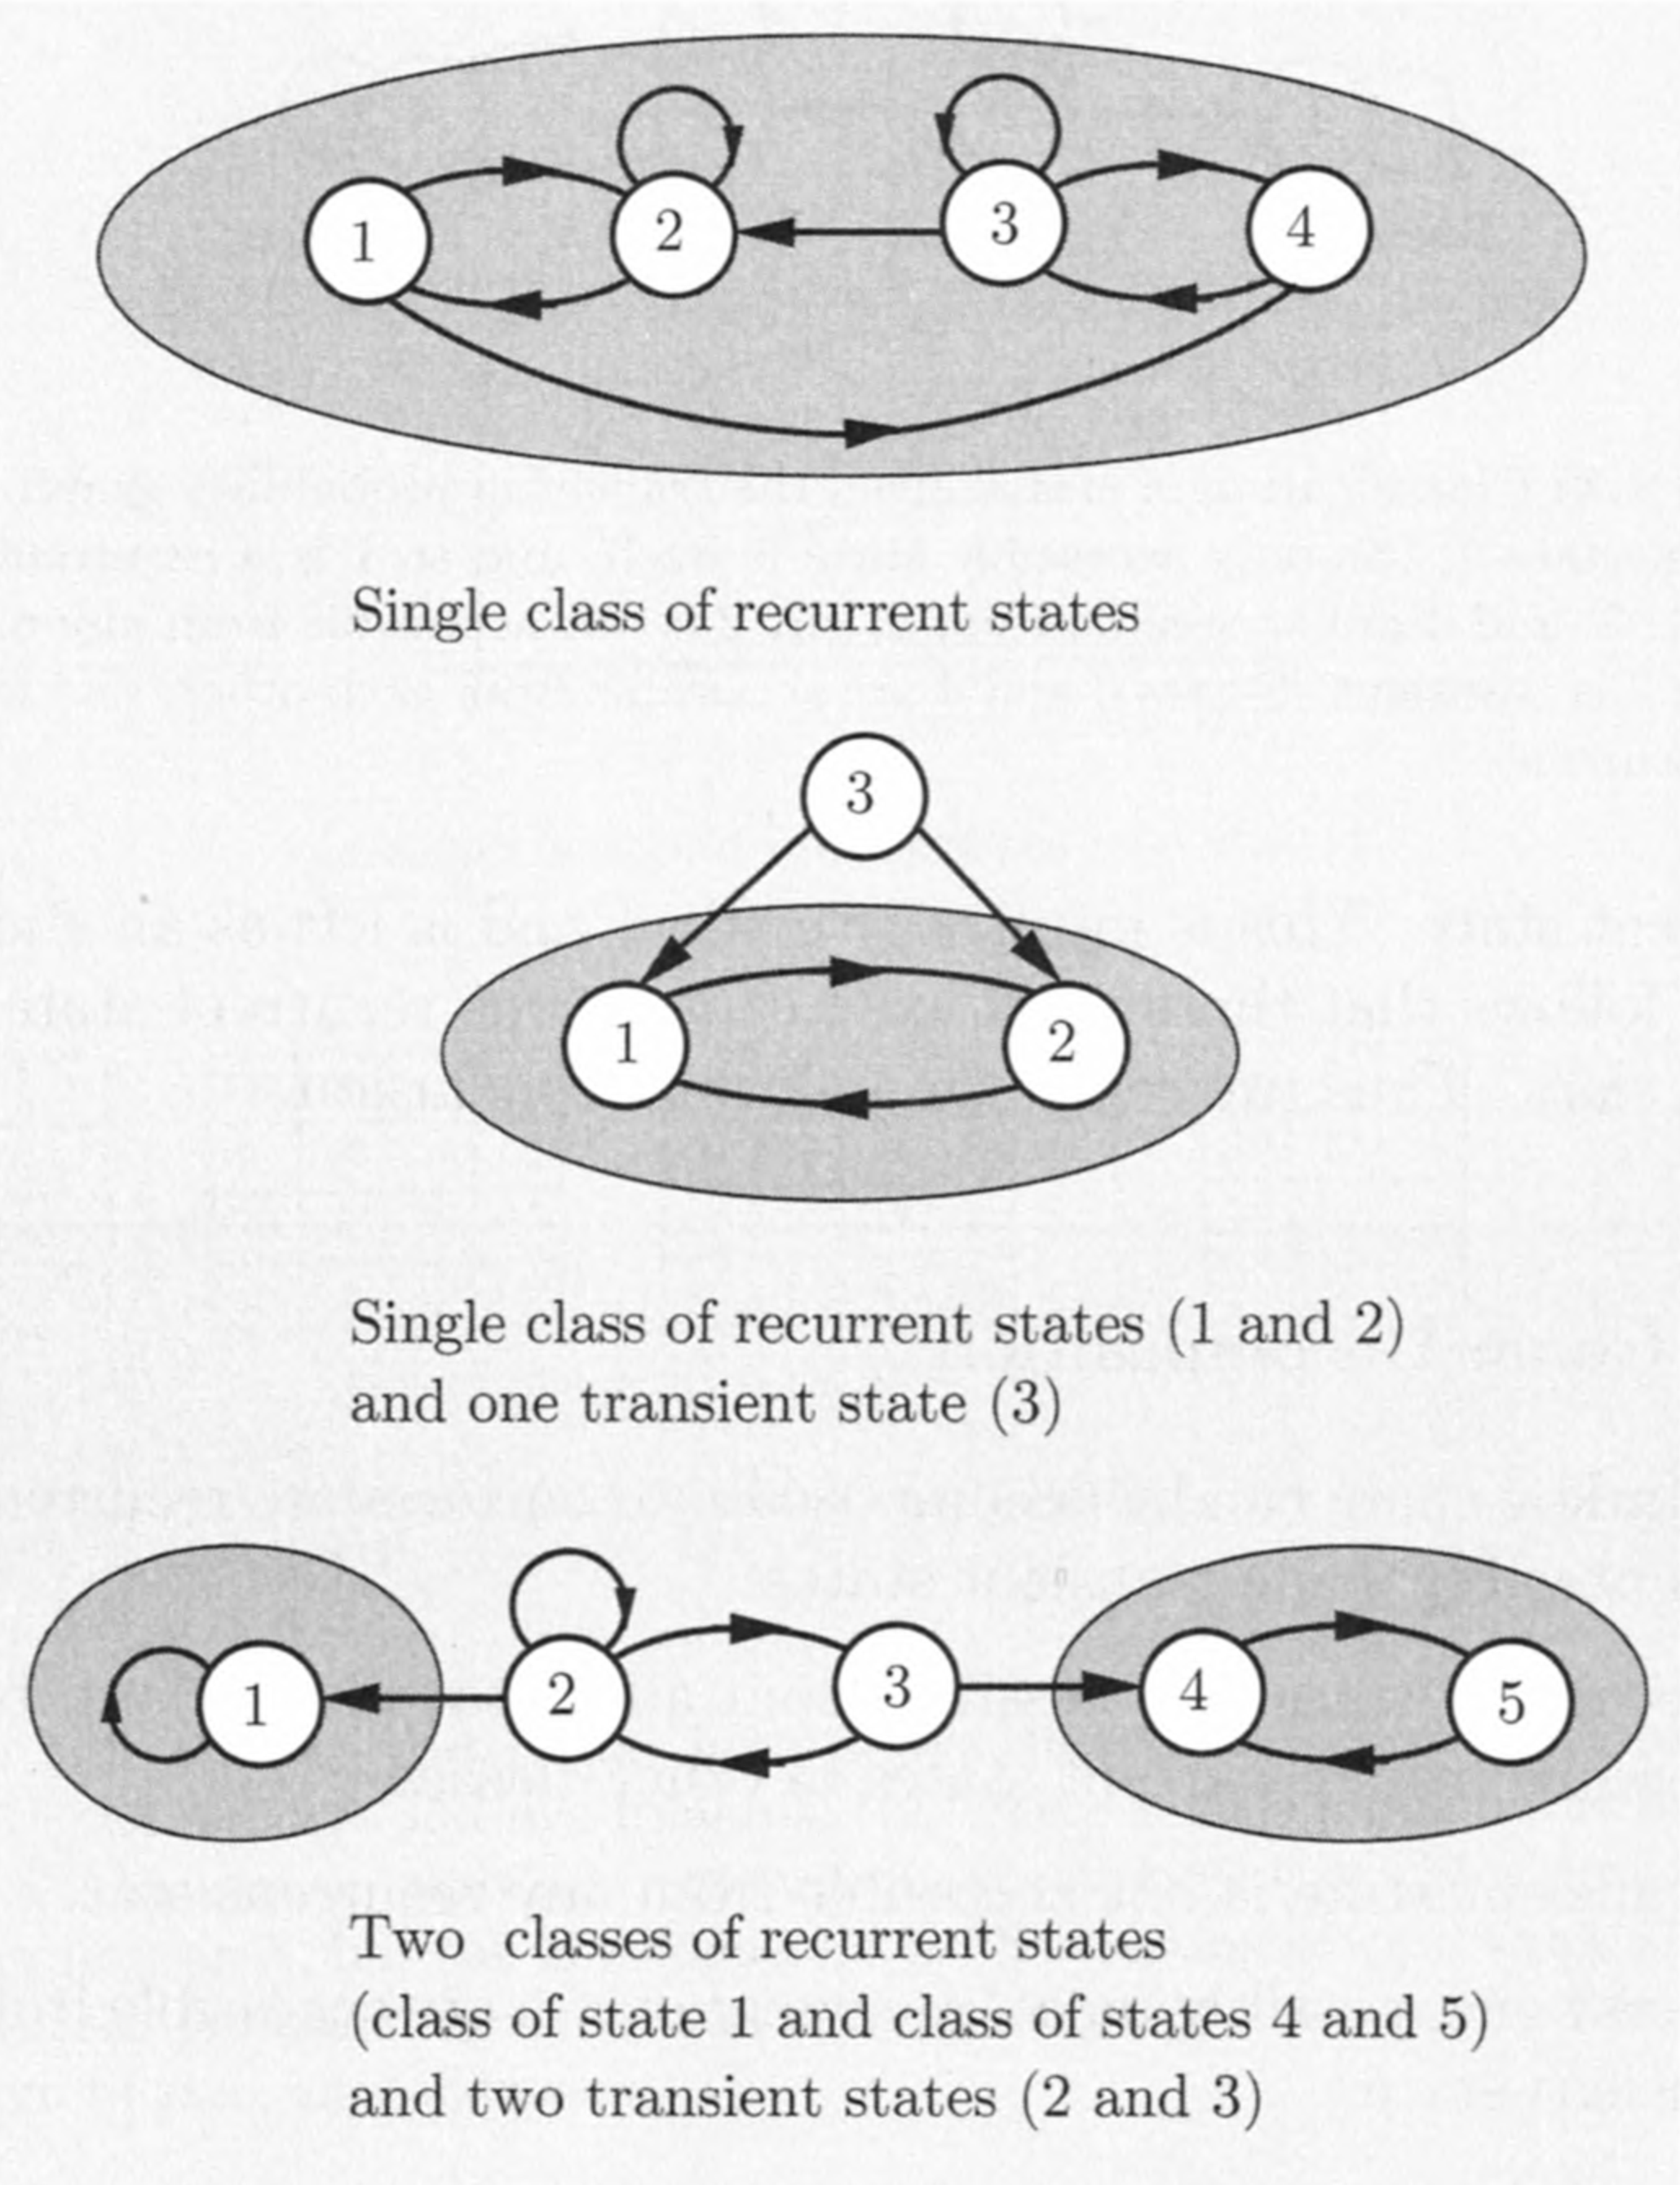 1 2 3 4
Single class of recurrent states
3
1 2
Single class of recurrent states (1 and 2)
and one transient state (3)
1 2 3 4 5
Two classes of recurrent states
(class of state 1 and class of states 4 and 5)
and two transient states (2 and 3)